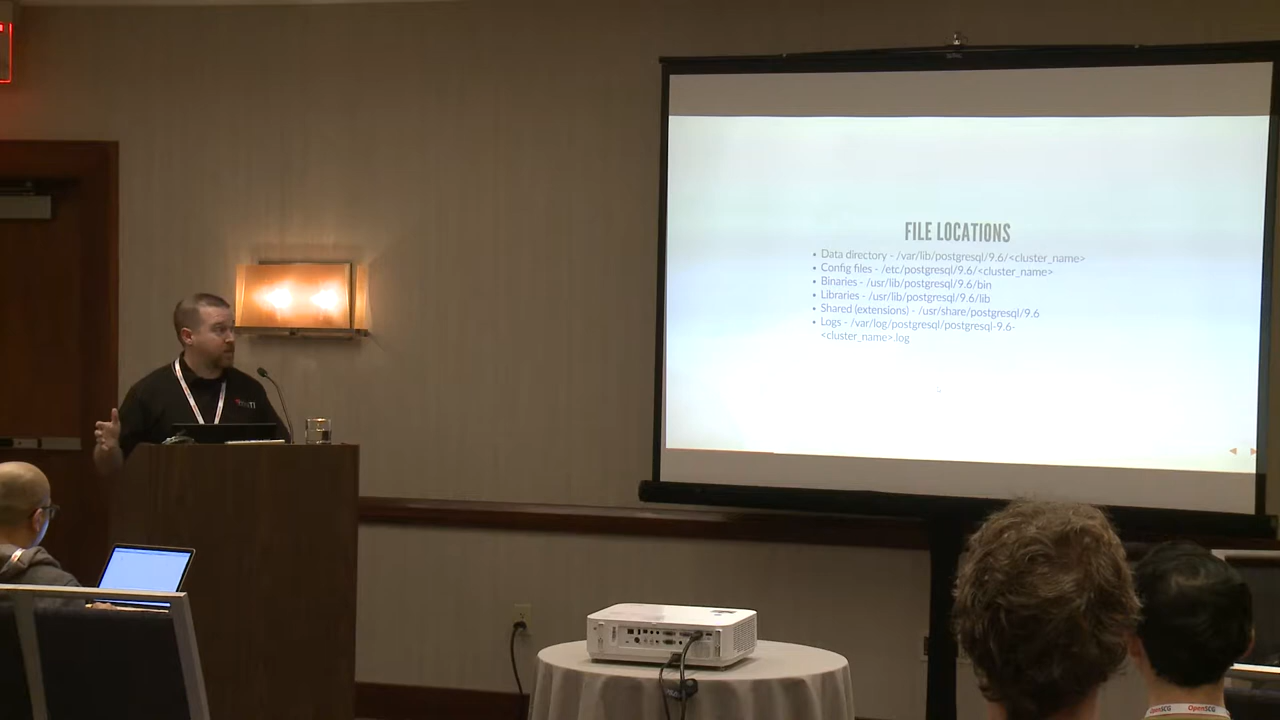 FILE LOCATIONS
• Data directory - /var/lib/postgresql/9.6/<cluster_name>
• Config files - /etc/postgresql/9.6/<cluster_name>
• Binaries - /usr/lib/postgresql/9.6/bin
• Libraries - /usr/lib/postgresql/9.6/lib
• Shared (extensions) - /usr/share/postgresql/9.6
• Logs - /var/log/postgresql/postgresql-9.6-
<cluster_name>.log
OPENSCG OPENSCG